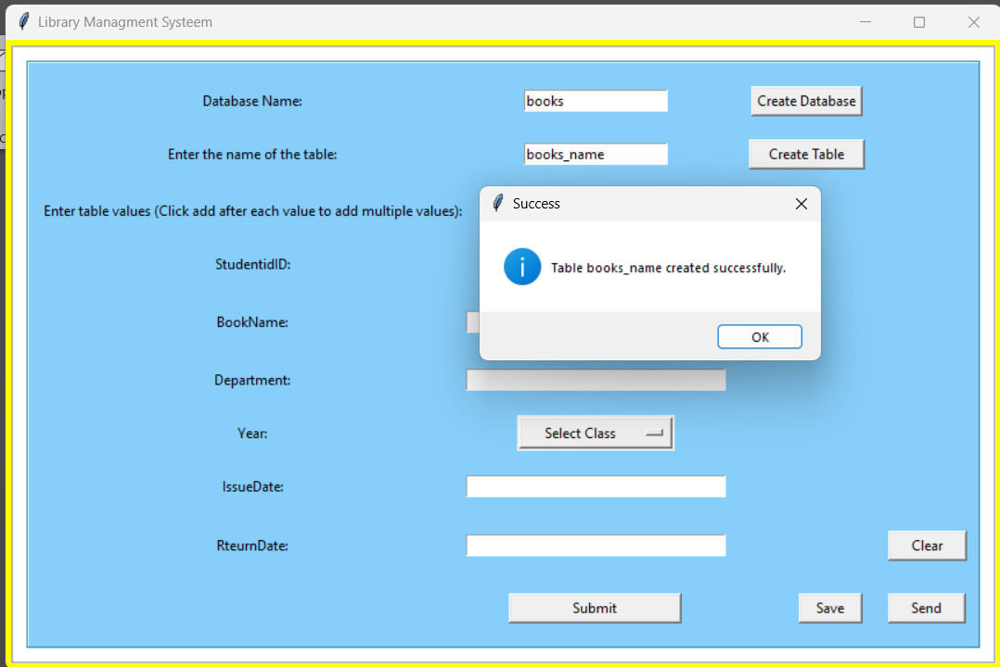 Library Managment Systeem
Database Name:
books
Create Database
Enter the name of the table:
books_name
Create Table
Enter table values (Click add after each value to add multiple values):
Success
Table books_name created successfully.
OK
StudentidID:
BookName:
Department:
Year:
Select Class
IssueDate:
RteurnDate:
Clear
Submit
Save
Send